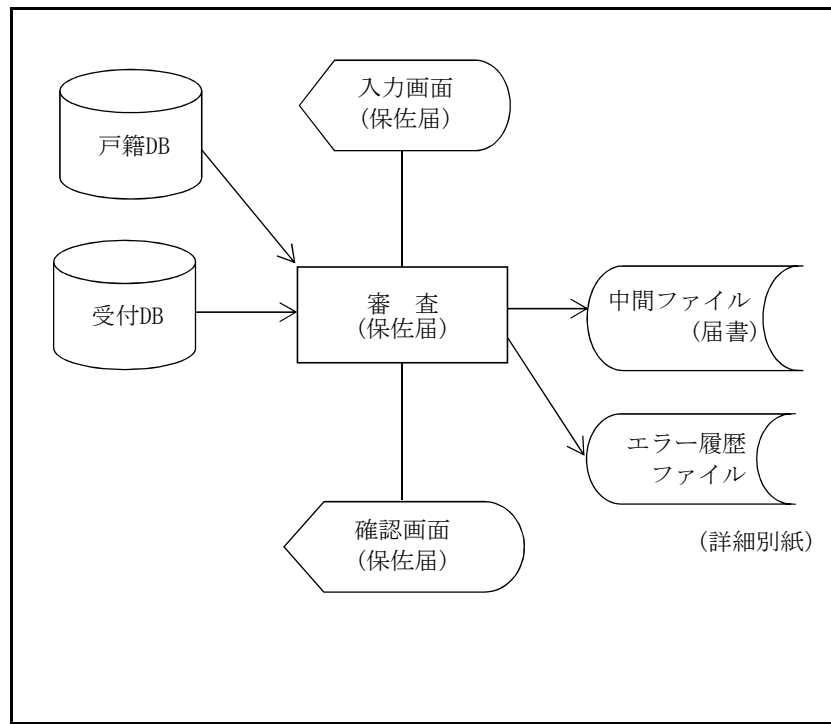 入力画面
(保佐届)
戸籍DB
受付DB
審　査
(保佐届)
中間ファイル
(届書)
エラー履歴
ファイル
確認画面
(保佐届)
(詳細別紙)